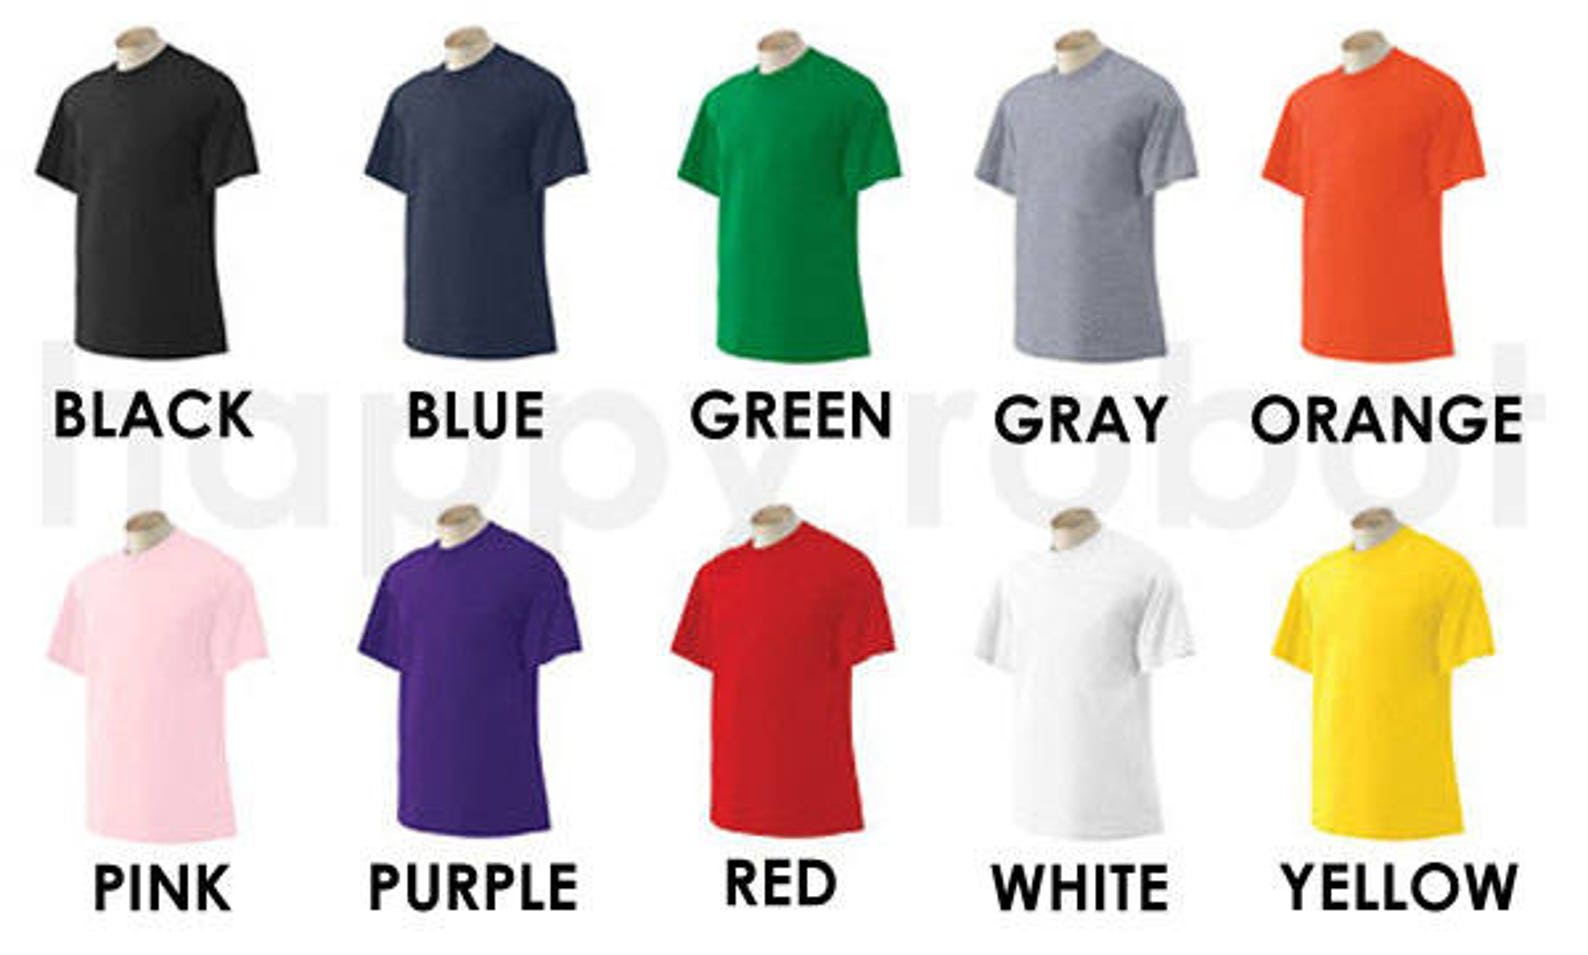 BLACK BLUE GREEN GRAY ORANGE
happy robot
PINK PURPLE RED WHITE YELLOW